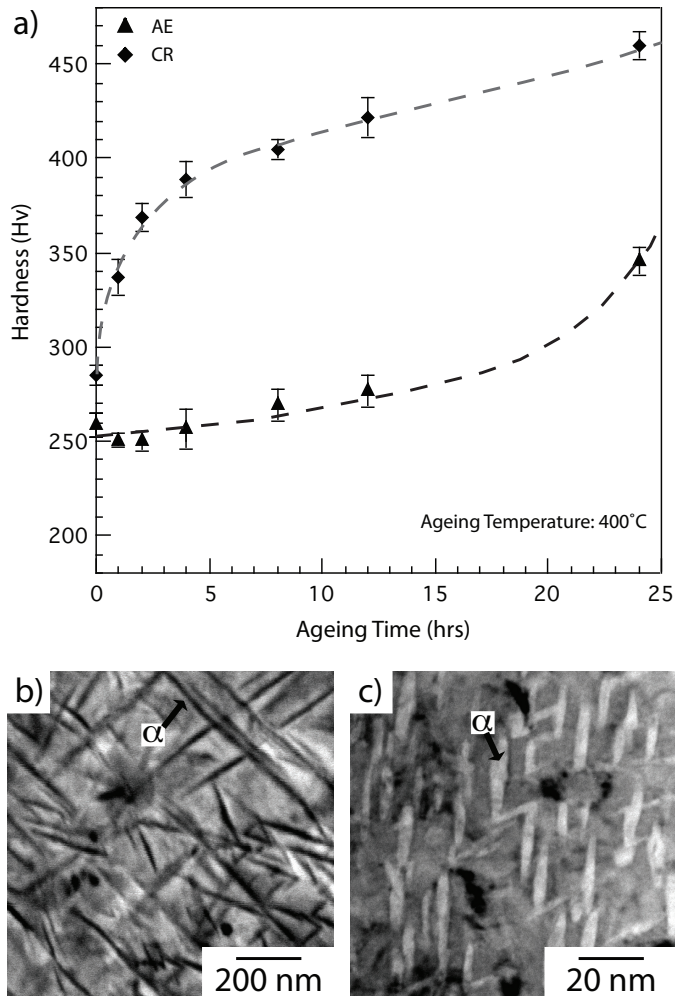 a)
AE
CR
450
400
350
300
250
200
Hardness (Hv)
0
5
10
15
20
25
Ageing Temperature: 400˚C
Ageing Time (hrs)
b)
α
200 nm
c)
α
20 nm